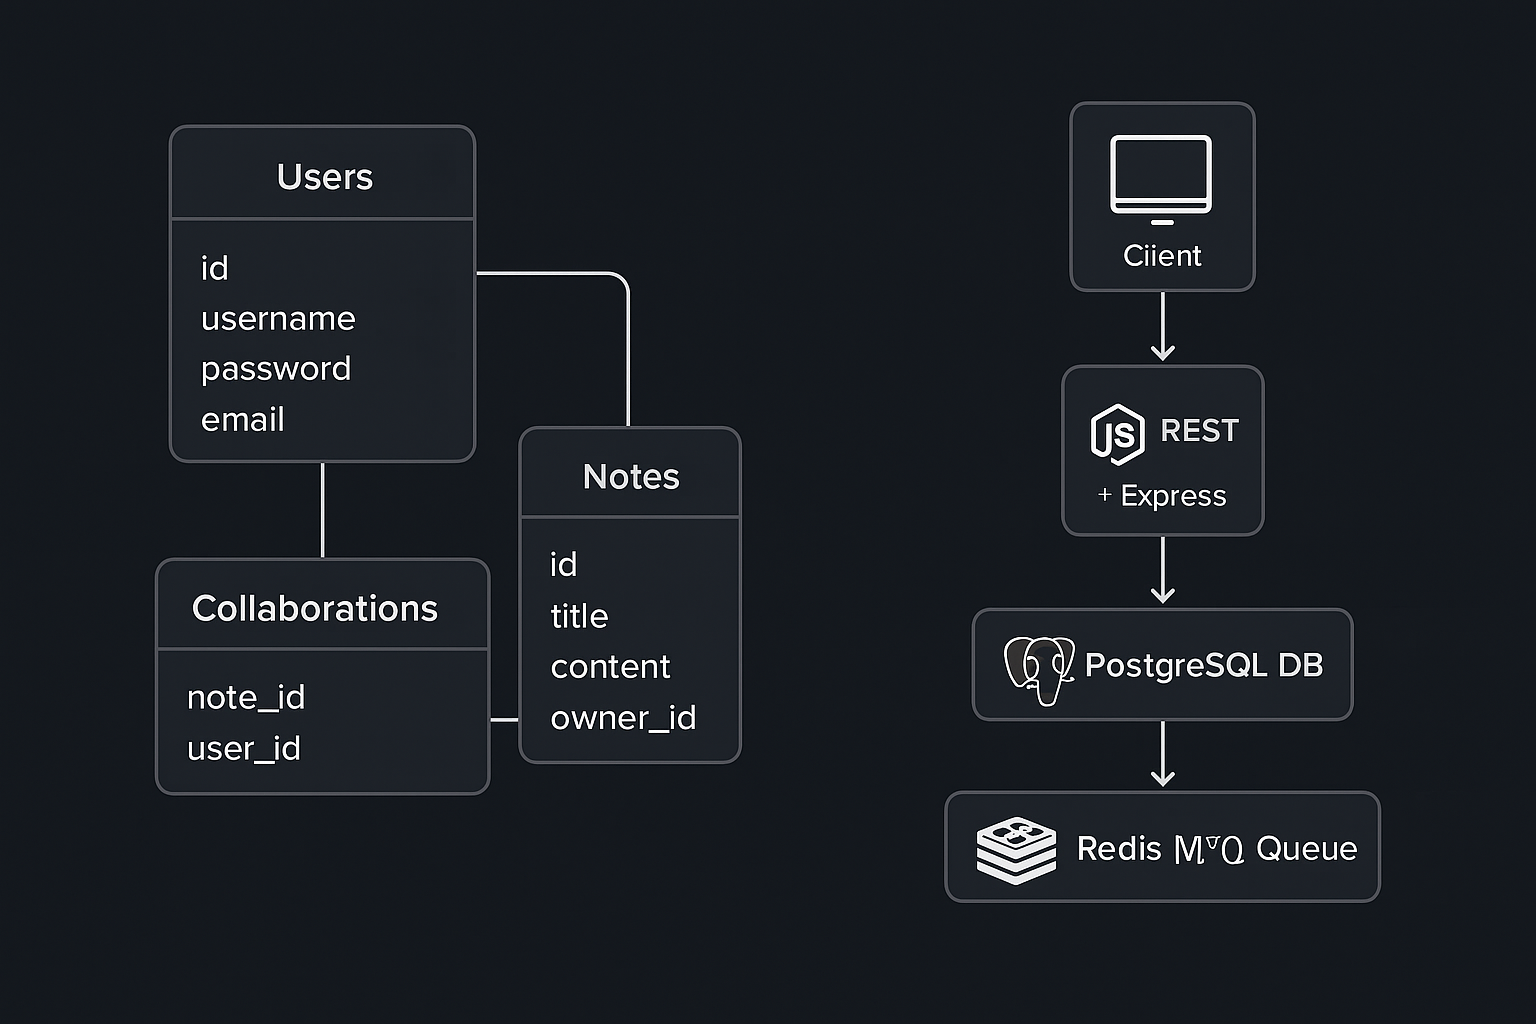 Users
id
username
password
email
Collaborations
note_id
user_id
Notes
id
title
content
owner_id
Ciient
JS REST
+ Express
PostgreSQL DB
Redis Queue